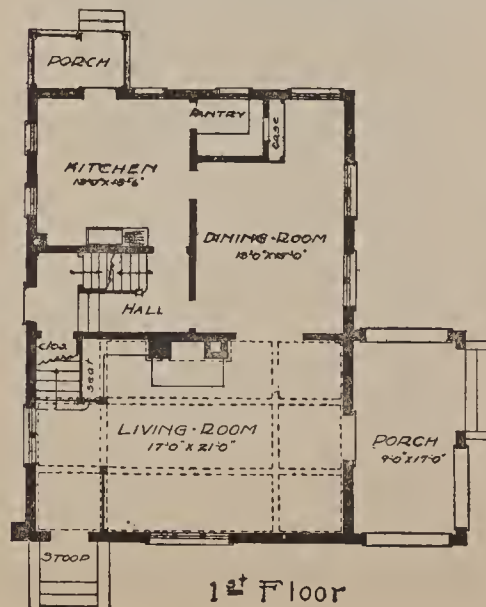 PORCH
PANTRY
CASE
KITCHEN
DINING-ROOM
HALL
CLOS
SEAT
LIVING-ROOM
17'0" X 21'0"
PORCH
9'0" X 17'0"
STOOP
1st Floor